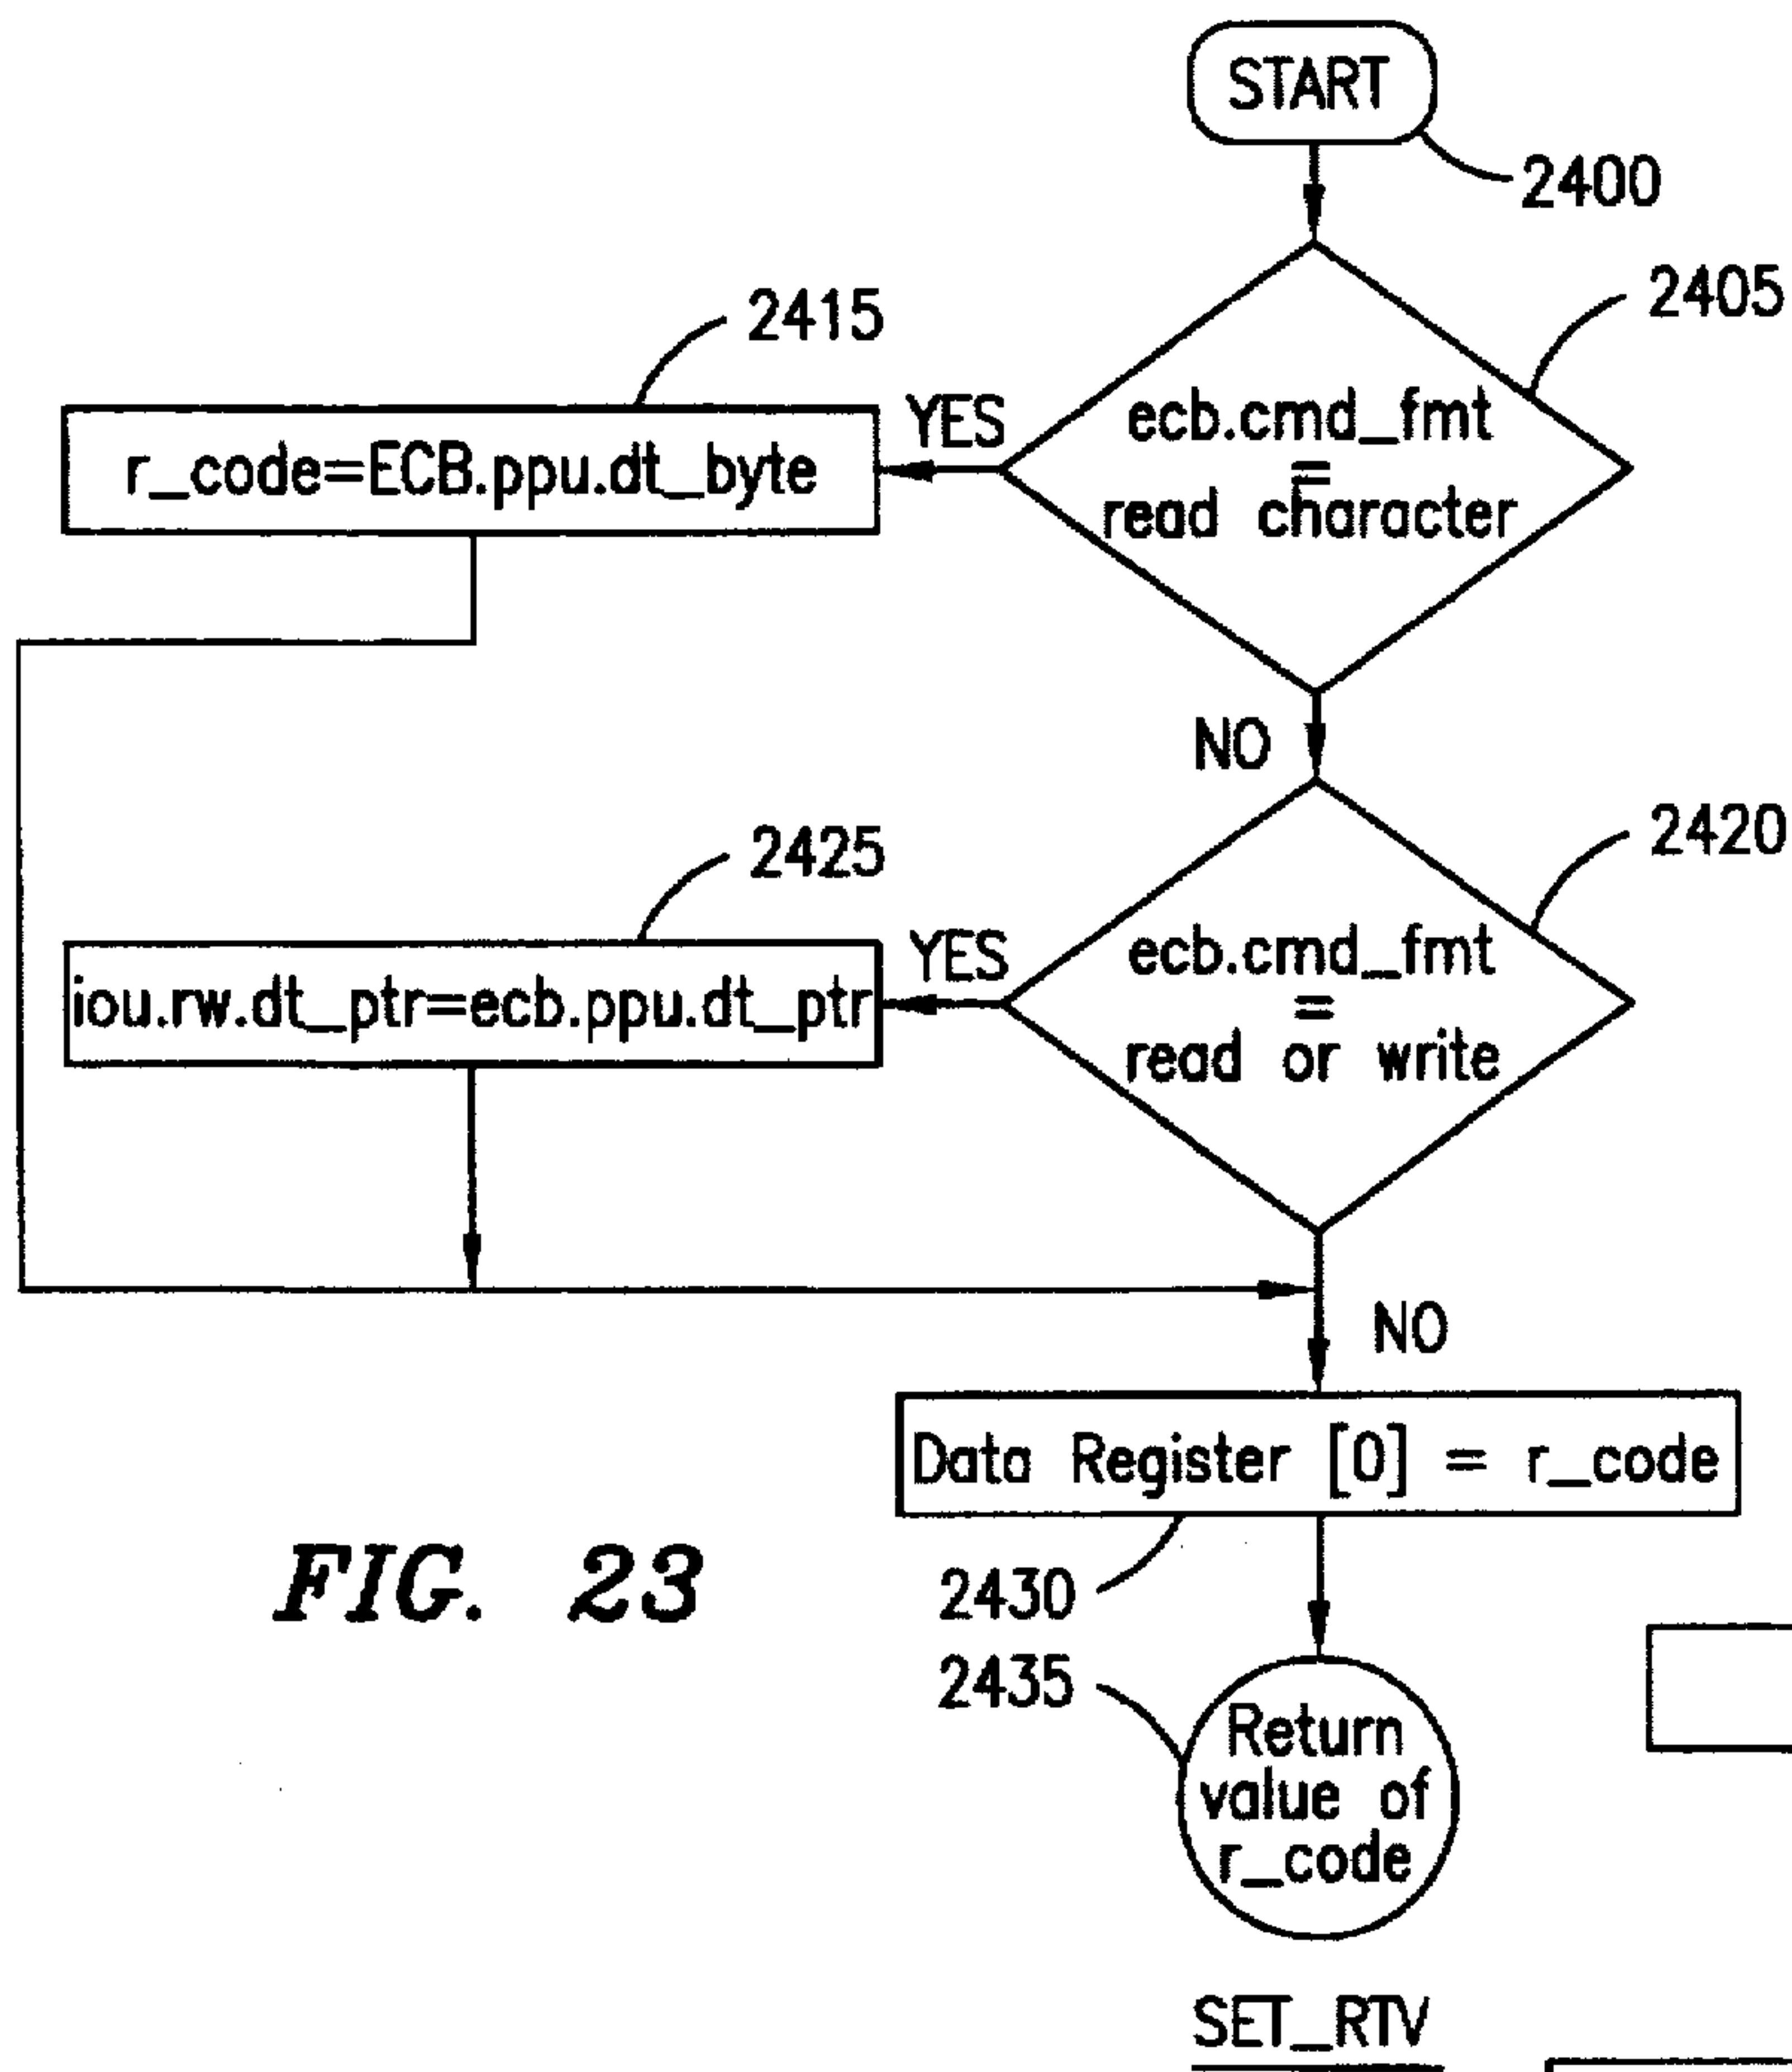 START
2400
2405
ecb.cmd_fmt
=
read character
YES
2415
r_code=ECB.ppu.dt_byte
NO
2420
ecb.cmd_fmt
=
read or write
YES
2425
iou.rw.dt_ptr=ecb.ppu.dt_ptr
NO
Data Register [0] = r_code
2430
2435
Return
value of
r_code
FIG. 23
SET_RTV